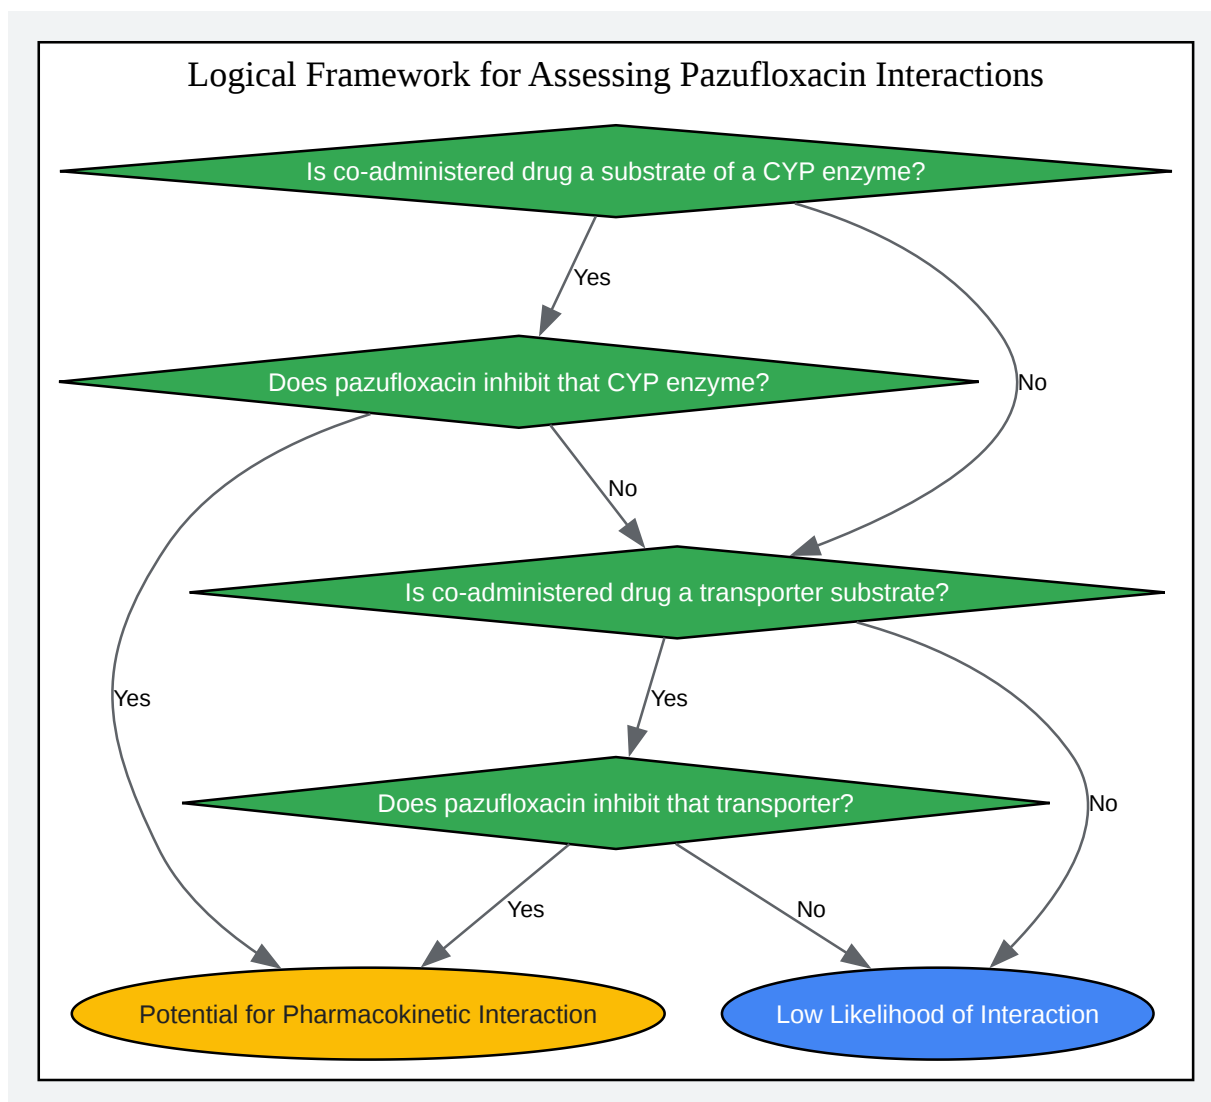 Logical Framework for Assessing Pazufloxacin Interactions
Is co-administered drug a substrate of a CYP enzyme?
Yes
Does pazufloxacin inhibit that CYP enzyme?
No
No
Is co-administered drug a transporter substrate?
Yes
Yes
Does pazufloxacin inhibit that transporter?
No
Yes
No
Potential for Pharmacokinetic Interaction
Low Likelihood of Interaction